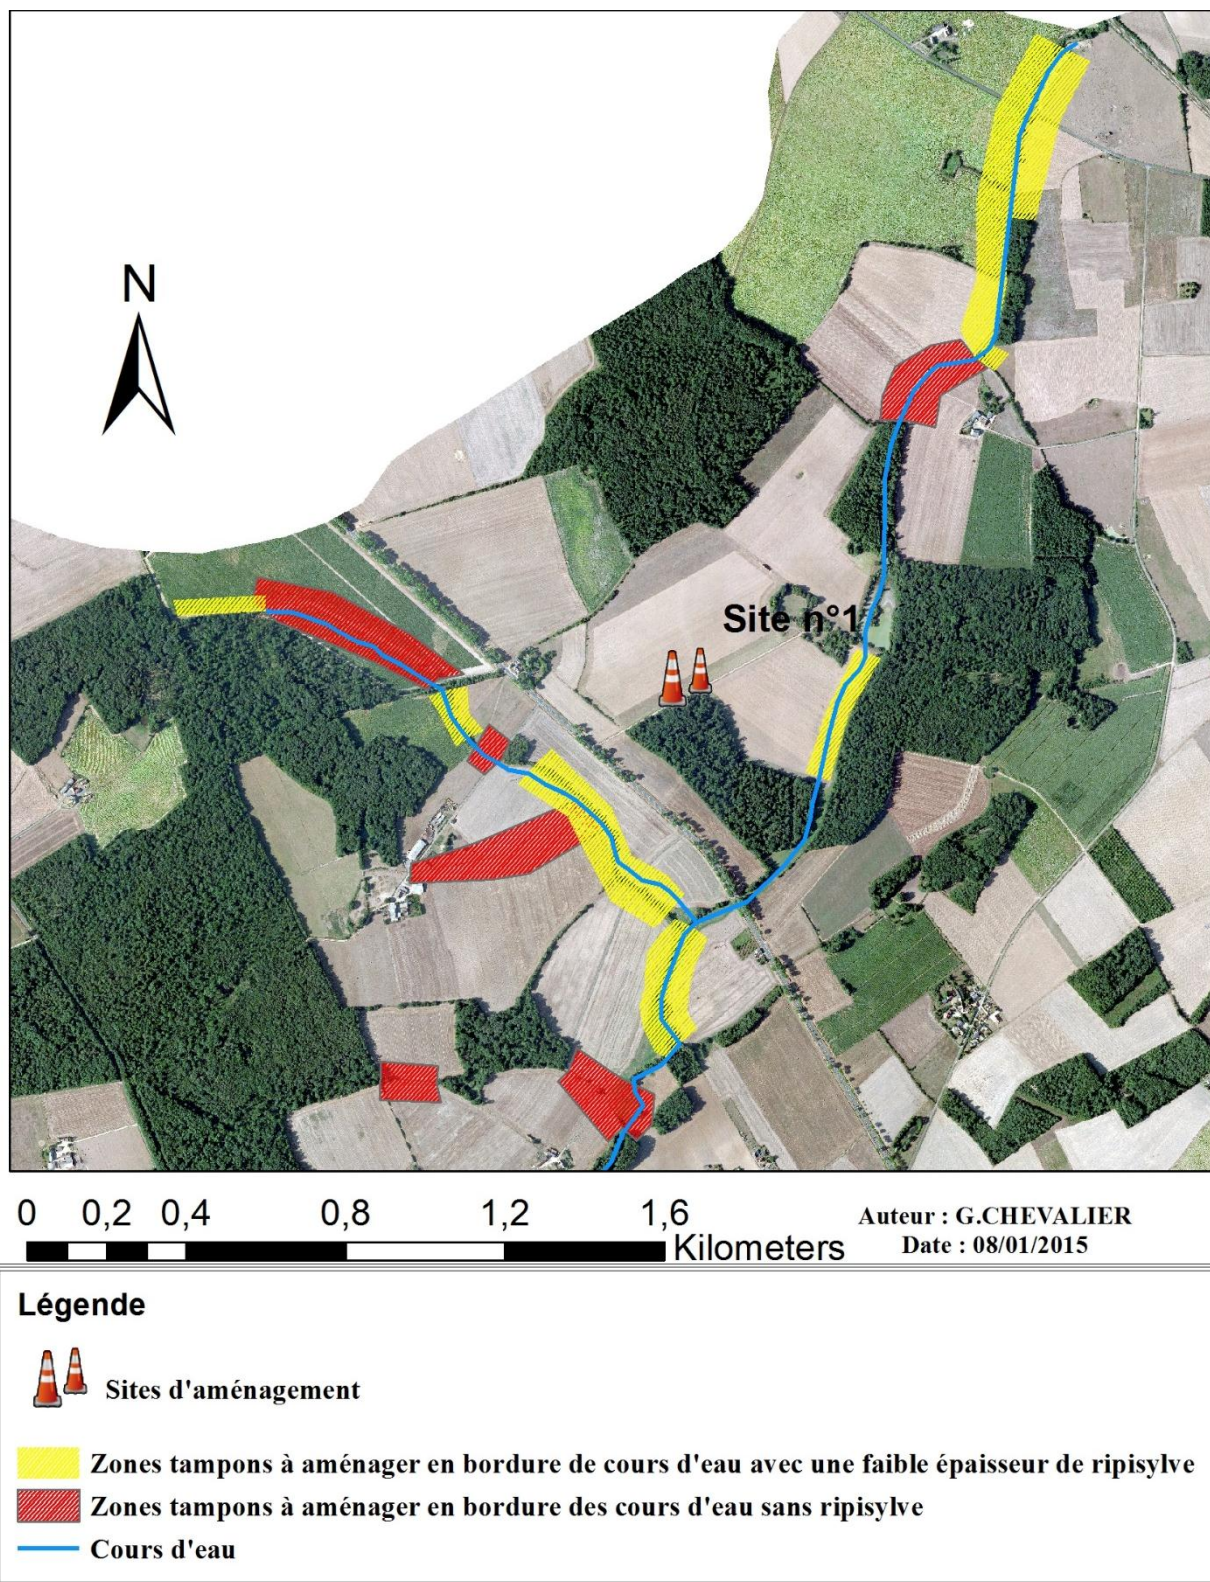 N
Site n°1
0 0,2 0,4 0,8 1,2 1,6
Kilometers
Auteur : G.CHEVALIER
Date : 08/01/2015
Légende
Sites d'aménagement
Zones tampons à aménager en bordure de cours d'eau avec une faible épaisseur de ripisylve
Zones tampons à aménager en bordure des cours d'eau sans ripisylve
Cours d'eau